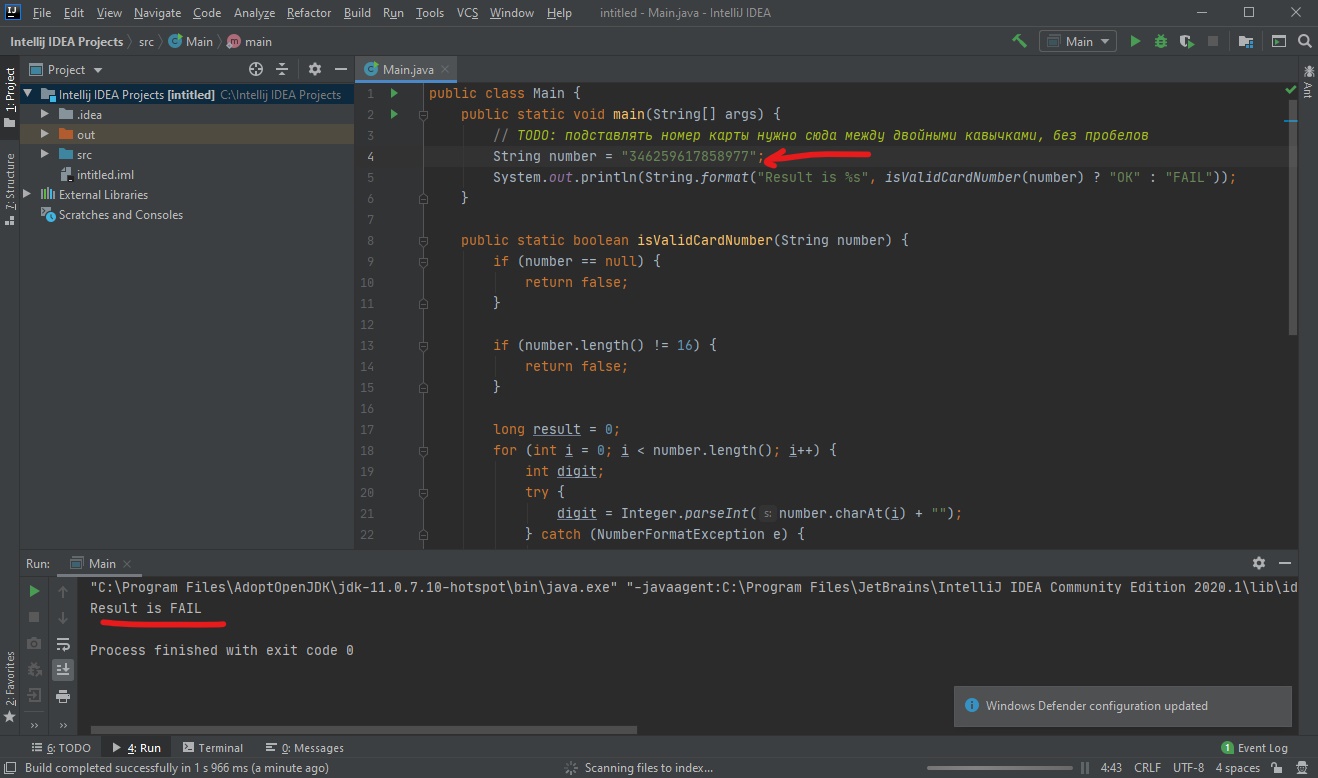 File Edit View Navigate Code Analyze Refactor Build Run Tools VCS Window Help intitled - Main.java - IntelliJ IDEA
Intellij IDEA Projects src Main main
Main
1: Project
Project
Main.java
Ant
Intellij IDEA Projects [intitled] C:\Intellij IDEA Projects
.idea
out
src
intitled.iml
External Libraries
Scratches and Consoles
7: Structure
1 public class Main {
2 public static void main(String[] args) {
3 // TODO: подставлять номер карты нужно сюда между двойными кавычками, без пробелов
4 String number = "346259617858977";
5 System.out.println(String.format("Result is %s", isValidCardNumber(number) ? "OK" : "FAIL"));
6 }
7
8 public static boolean isValidCardNumber(String number) {
9 if (number == null) {
10 return false;
11 }
12
13 if (number.length() != 16) {
14 return false;
15 }
16
17 long result = 0;
18 for (int i = 0; i < number.length(); i++) {
19 int digit;
20 try {
21 digit = Integer.parseInt( s: number.charAt(i) + "");
22 } catch (NumberFormatException e) {
Run: Main
"C:\Program Files\AdoptOpenJDK\jdk-11.0.7.10-hotspot\bin\java.exe" "-javaagent:C:\Program Files\JetBrains\IntelliJ IDEA Community Edition 2020.1\lib\id
Result is FAIL
Process finished with exit code 0
2: Favorites
Windows Defender configuration updated
6: TODO 4: Run Terminal 0: Messages 1 Event Log
Build completed successfully in 1 s 966 ms (a minute ago) Scanning files to index... 4:43 CRLF UTF-8 4 spaces